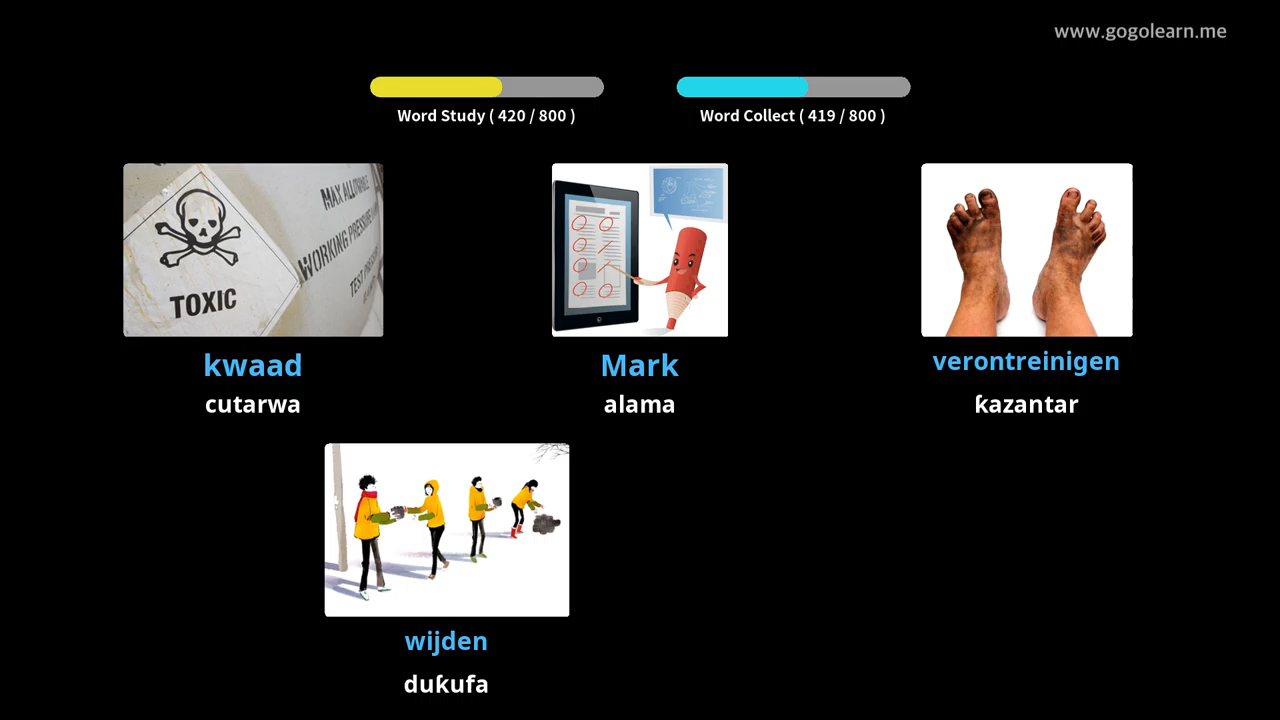 www.gogolearn.me
Word Study ( 420 / 800 )
Word Collect ( 419 / 800 )
MAX ALLOWABLE
WORKING PRESSURE
TEST
TOXIC
kwaad
Mark
verontreinigen
cutarwa
alama
ƙazantar
wijden
duƙufa